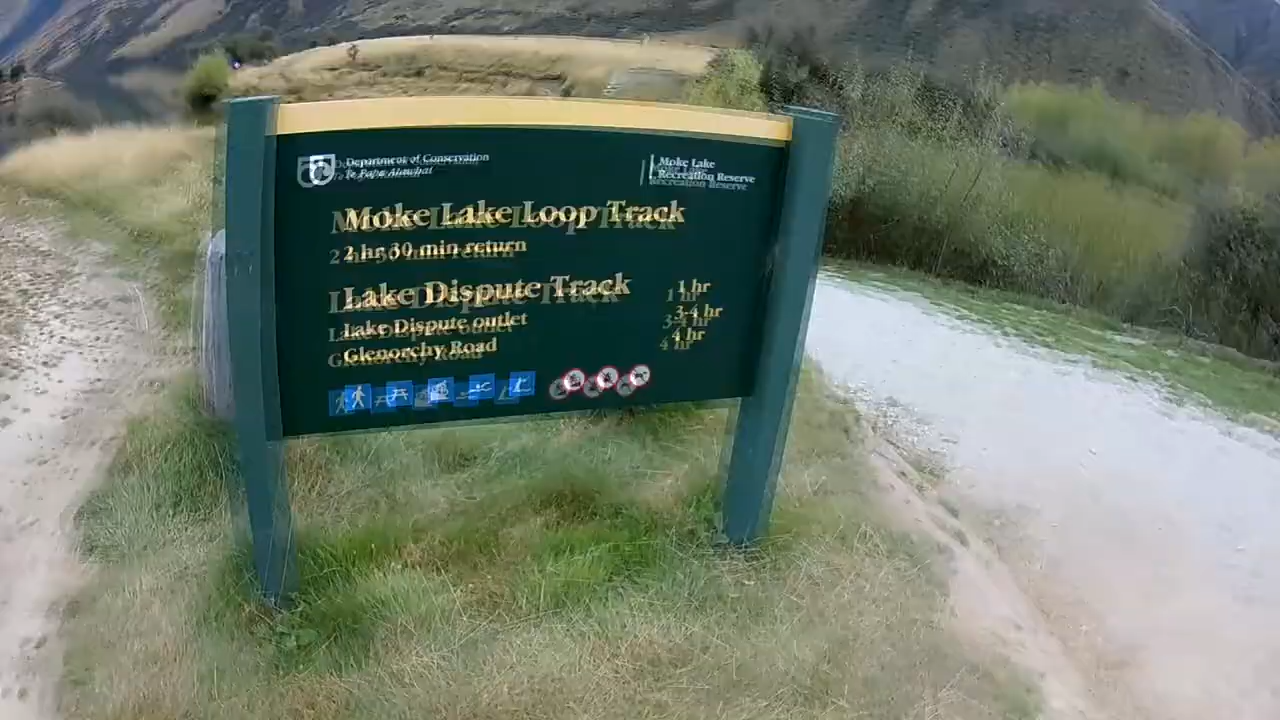 Department of Conservation
Te Papa Atawhai
Moke Lake
Recreation Reserve
Moke Lake Loop Track
2 hr 30 min return
Lake Dispute Track
Lake Dispute outlet 1 hr
3-4 hr
Glenorchy Road 4 hr